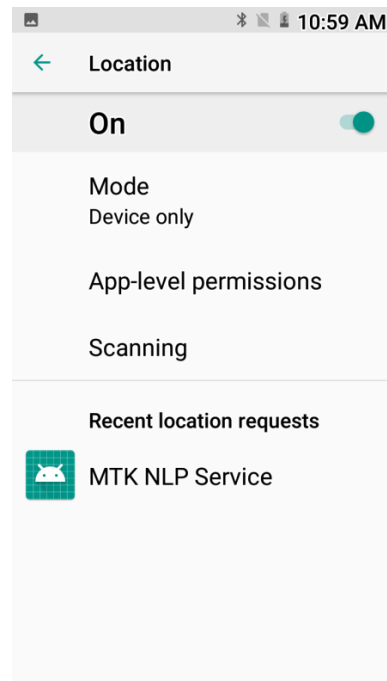 10:59 AM
Location
On
Mode
Device only
App-level permissions
Scanning
Recent location requests
MTK NLP Service